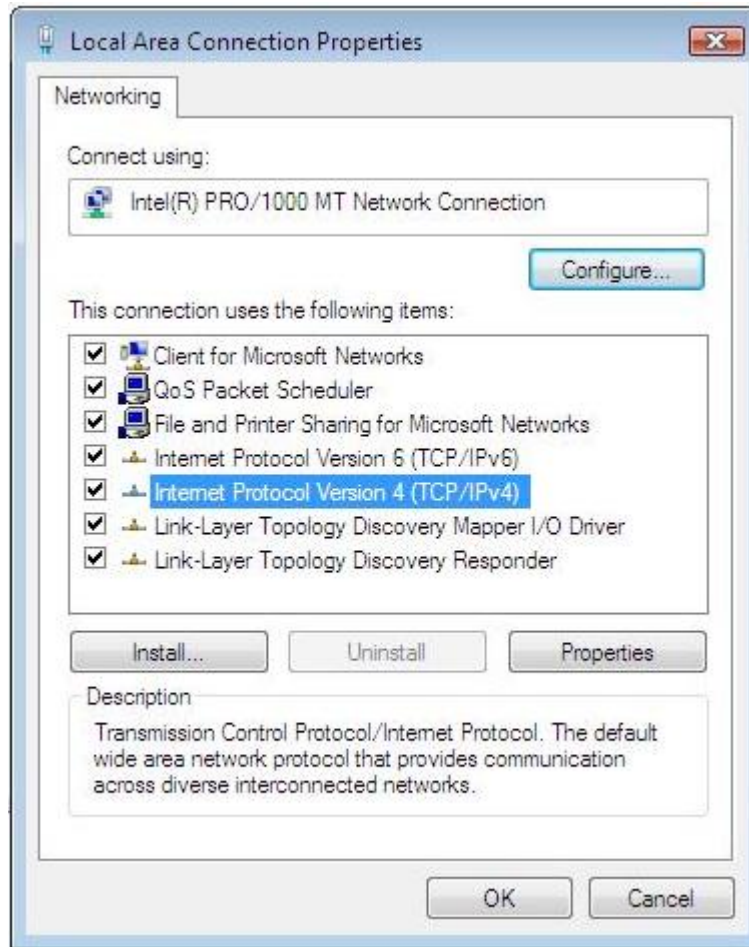 Local Area Connection Properties
Networking
Connect using:
Intel(R) PRO/1000 MT Network Connection
Configure...
This connection uses the following items:
Client for Microsoft Networks
QoS Packet Scheduler
File and Printer Sharing for Microsoft Networks
Internet Protocol Version 6 (TCP/IPv6)
Internet Protocol Version 4 (TCP/IPv4)
Link-Layer Topology Discovery Mapper I/O Driver
Link-Layer Topology Discovery Responder
Install... Uninstall Properties
Description
Transmission Control Protocol/Internet Protocol. The default
wide area network protocol that provides communication
across diverse interconnected networks.
OK Cancel